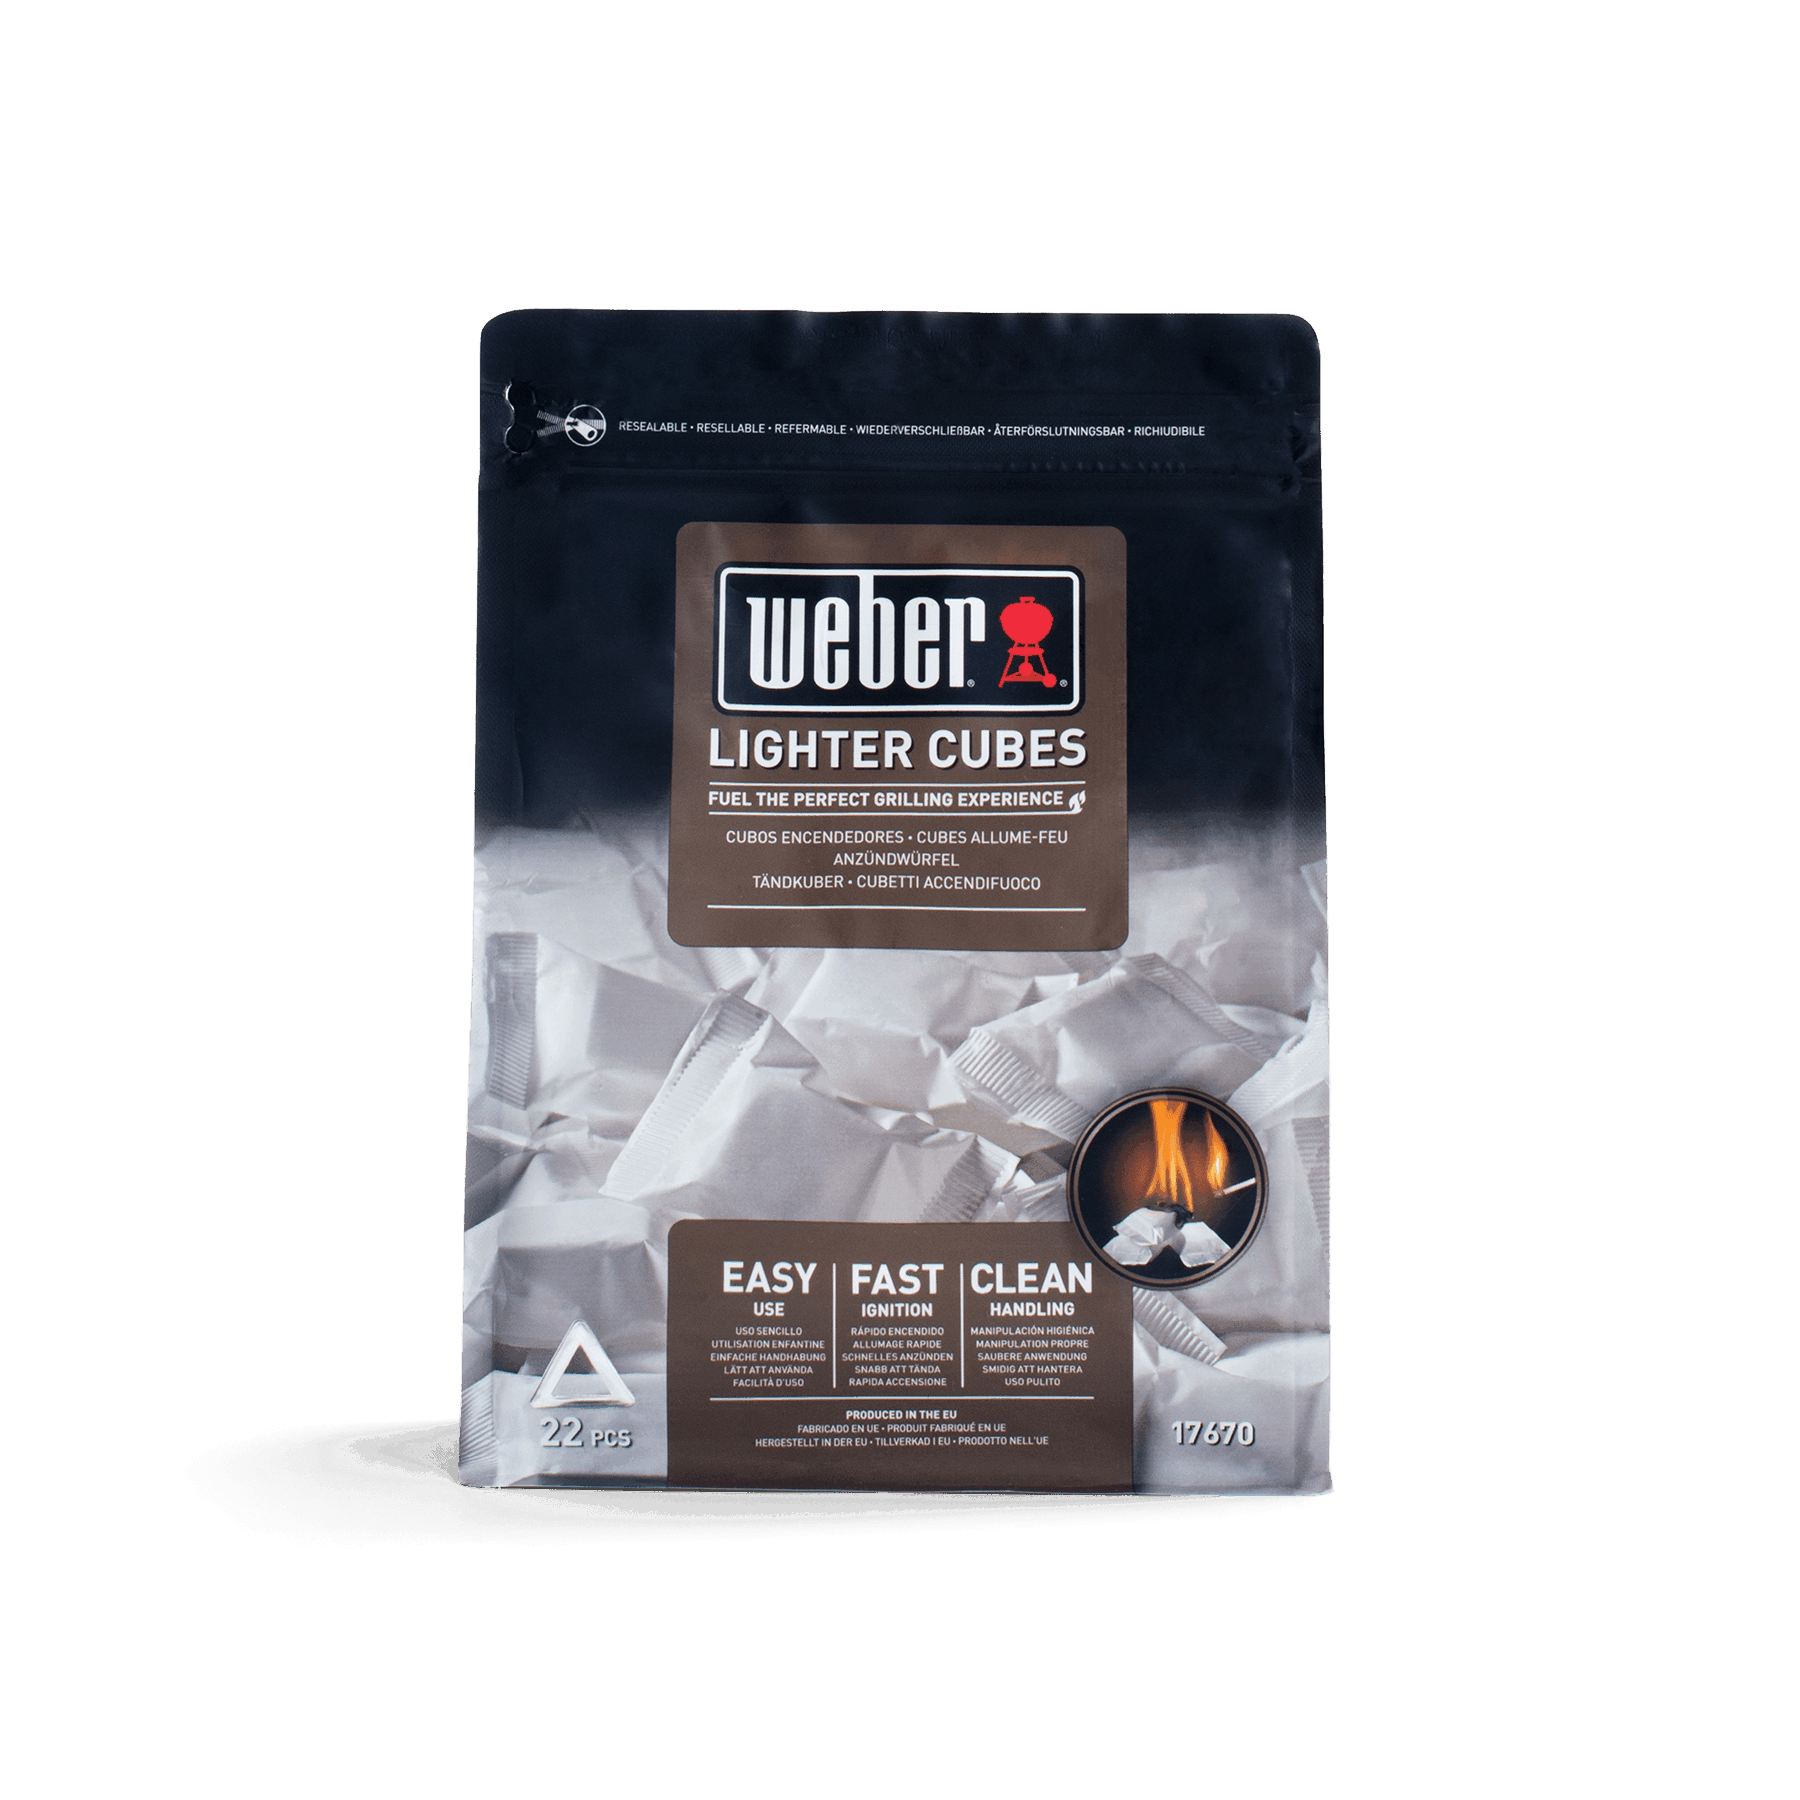 RESEALABLE • RESELLABLE • REFERMABLE • WIEDERVERSCHLIEßBAR • ÅTERFÖRSLUTNINGSBAR • RICHIUDIBILE
weber® ®
LIGHTER CUBES
FUEL THE PERFECT GRILLING EXPERIENCE
CUBOS ENCENDEDORES • CUBES ALLUME-FEU
ANZÜNDWÜRFEL
TÄNDKUBER • CUBETTI ACCENDIFUOCO
EASY
USE
USO SENCILLO
UTILISATION ENFANTINE
EINFACHE HANDHABUNG
LÄTT ATT ANVÄNDA
FACILITÀ D'USO
FAST
IGNITION
RÁPIDO ENCENDIDO
ALLUMAGE RAPIDE
SCHNELLES ANZÜNDEN
SNABB ATT TÄNDA
RAPIDA ACCENSIONE
CLEAN
HANDLING
MANIPULACIÓN HIGIÉNICA
MANIPULATION PROPRE
SAUBERE ANWENDUNG
SMIDIG ATT HANTERA
USO PULITO
PRODUCED IN THE EU
FABRICADO EN UE • PRODUIT FABRIQUÉ EN UE
HERGESTELLT IN DER EU • TILLVERKAD I EU • PRODOTTO NELL'UE
22 PCS
17670